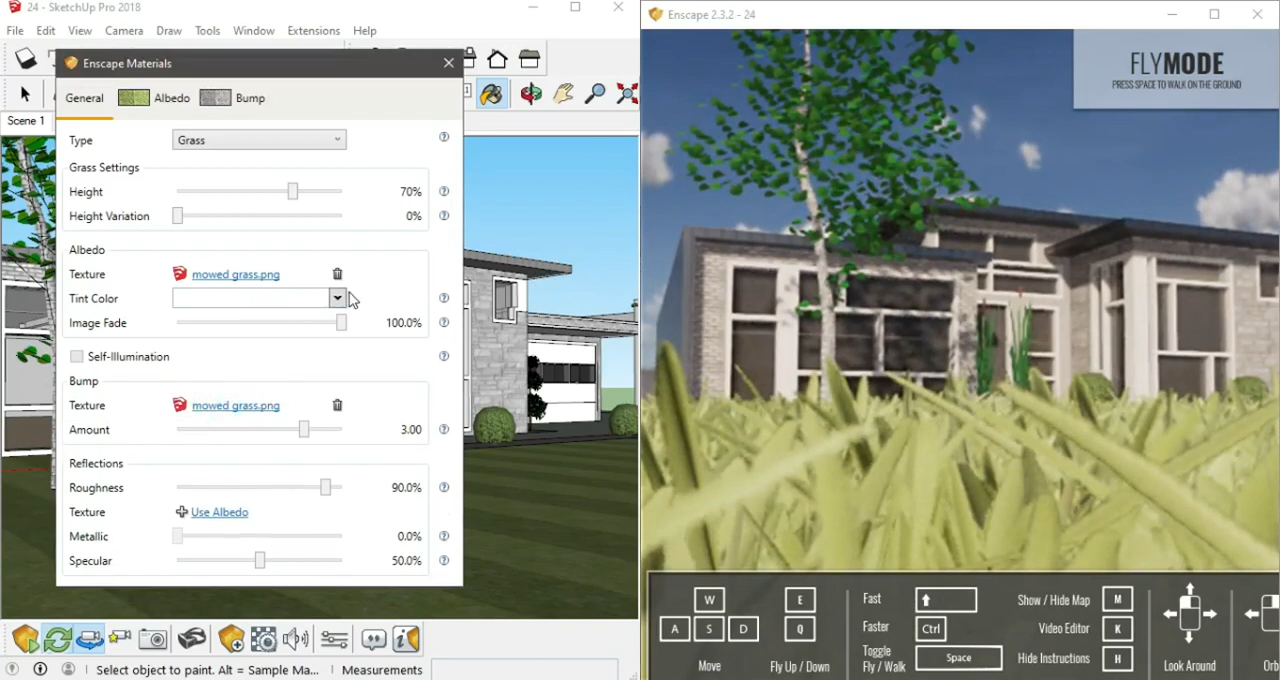 24 - SketchUp Pro 2018
File Edit View Camera Draw Tools Window Extensions Help
Scene 1
Enscape Materials
General Albedo Bump
Type Grass
Grass Settings
Height 70%
Height Variation 0%
Albedo
Texture mowed grass.png
Tint Color
Image Fade 100.0%
Self-Illumination
Bump
Texture mowed grass.png
Amount 3.00
Reflections
Roughness 90.0%
Texture Use Albedo
Metallic 0.0%
Specular 50.0%
Select object to paint. Alt = Sample Ma... Measurements
Enscape 2.3.2 - 24
FLYMODE
PRESS SPACE TO WALK ON THE GROUND
W
A S D
Move
E
Q
Fly Up / Down
Fast
Faster Ctrl
Toggle
Fly / Walk Space
Show / Hide Map M
Video Editor K
Hide Instructions H
Look Around
Orb